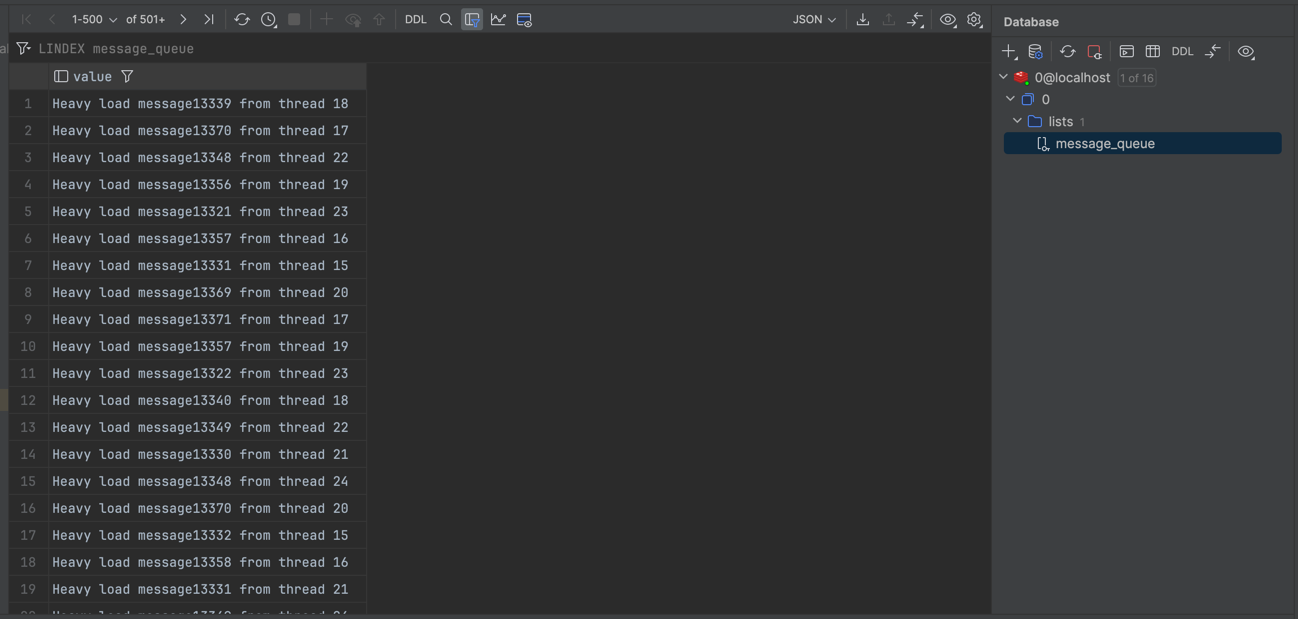 1-500 of 501+ DDL JSON
LINDEX message_queue
value
1 Heavy load message13339 from thread 18
2 Heavy load message13370 from thread 17
3 Heavy load message13348 from thread 22
4 Heavy load message13356 from thread 19
5 Heavy load message13321 from thread 23
6 Heavy load message13357 from thread 16
7 Heavy load message13331 from thread 15
8 Heavy load message13369 from thread 20
9 Heavy load message13371 from thread 17
10 Heavy load message13357 from thread 19
11 Heavy load message13322 from thread 23
12 Heavy load message13340 from thread 18
13 Heavy load message13349 from thread 22
14 Heavy load message13330 from thread 21
15 Heavy load message13348 from thread 24
16 Heavy load message13370 from thread 20
17 Heavy load message13332 from thread 15
18 Heavy load message13358 from thread 16
19 Heavy load message13331 from thread 21
Database
DDL
0@localhost 1 of 16
0
lists 1
message_queue